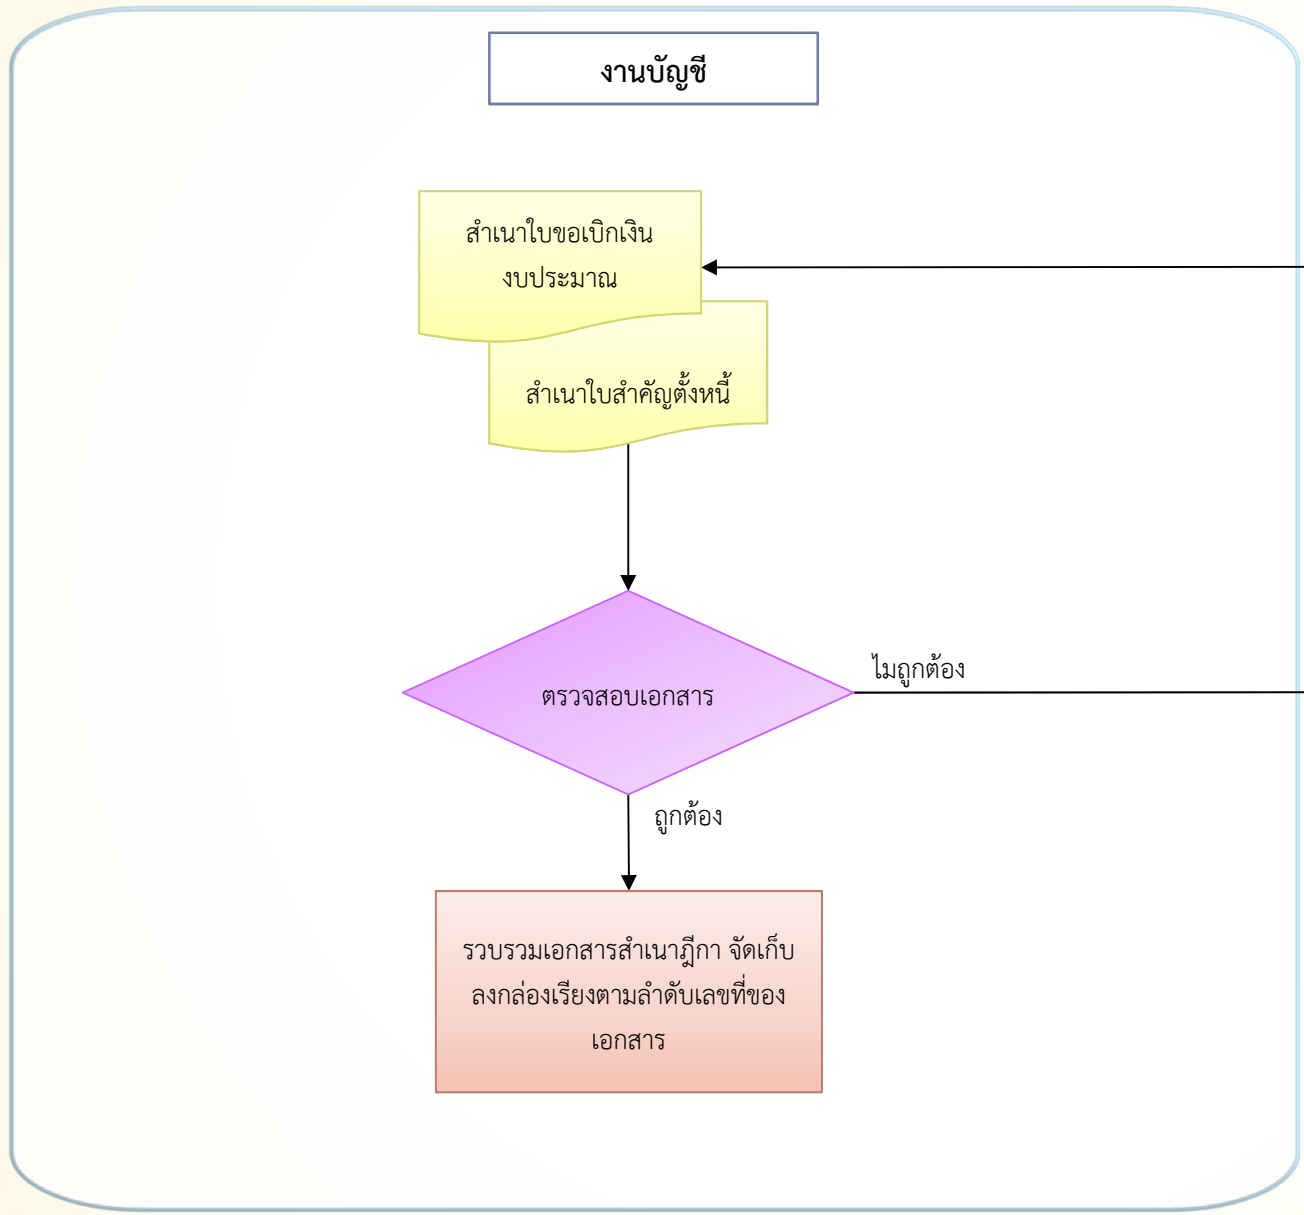 งานบัญชี
สำเนาใบขอเบิกเงิน
งบประมาณ
สำเนาใบสำคัญตั้งหนี้
ตรวจสอบเอกสาร
ไมถูกต้อง
ถูกต้อง
รวบรวมเอกสารสำเนาฎีกา จัดเก็บ
ลงกล่องเรียงตามลำดับเลขที่ของ
เอกสาร